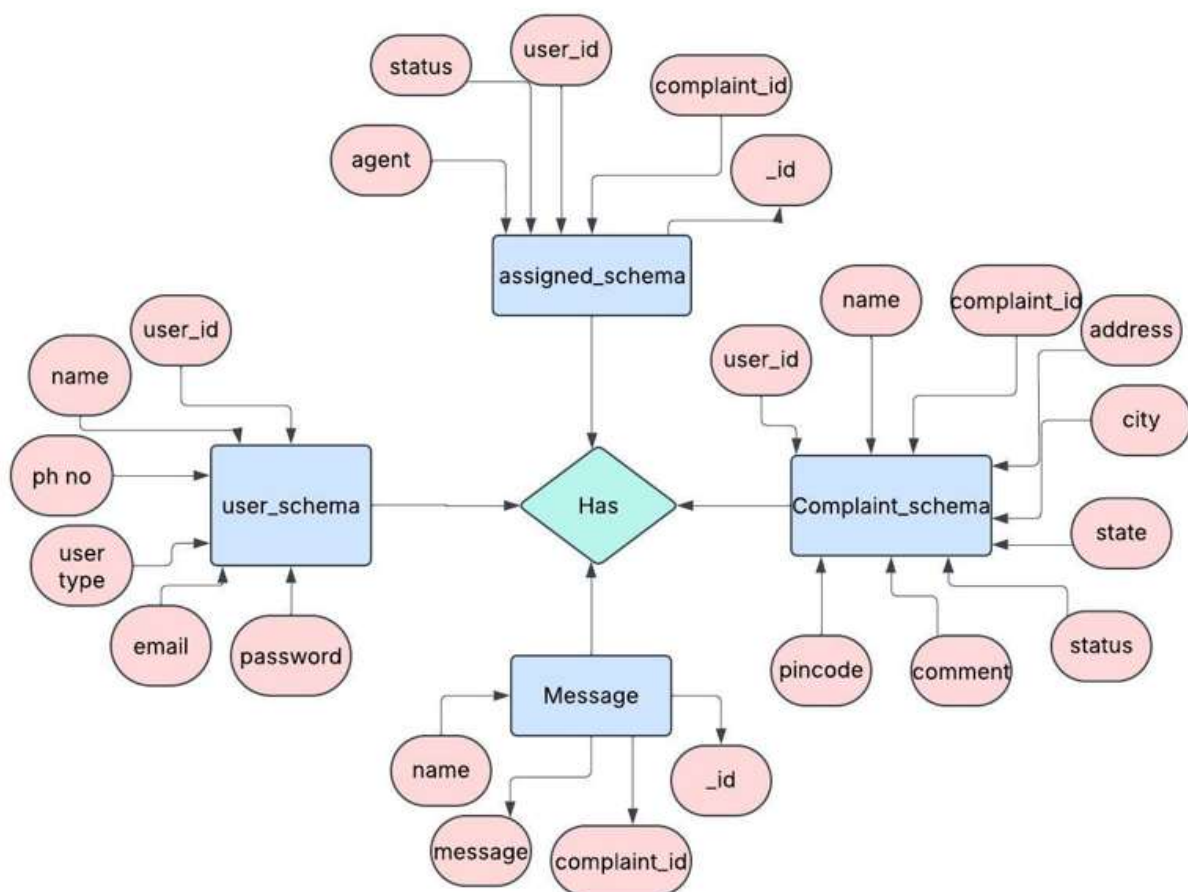 user_id
status
complaint_id
agent
_id
assigned_schema
name
complaint_id
user_id
address
user_id
name
city
ph no
user_schema
Has
Complaint_schema
state
user
type
email
password
pincode
comment
status
Message
name
_id
message
complaint_id